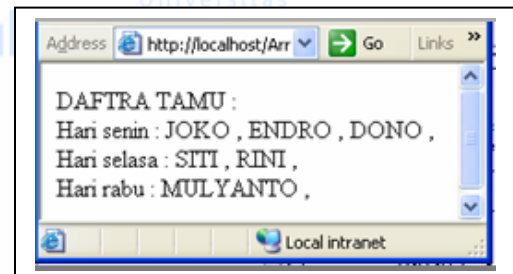 Universitas
Address http://localhost/Arr Go Links »
DAFTRA TAMU :
Hari senin : JOKO , ENDRO , DONO ,
Hari selasa : SITI , RINI ,
Hari rabu : MULYANTO ,
Local intranet